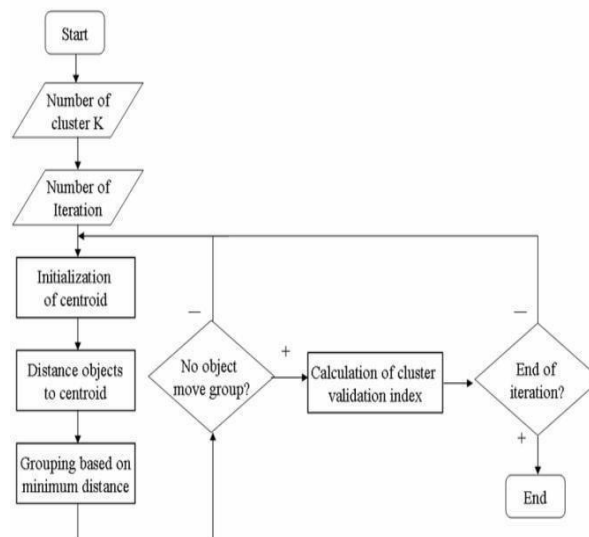 Start
Number of
cluster K
Number of
Iteration
Initialization
of centroid
Distance objects
to centroid
Grouping based on
minimum distance
No object
move group?
–
+
Calculation of cluster
validation index
End of
iteration?
–
+
End